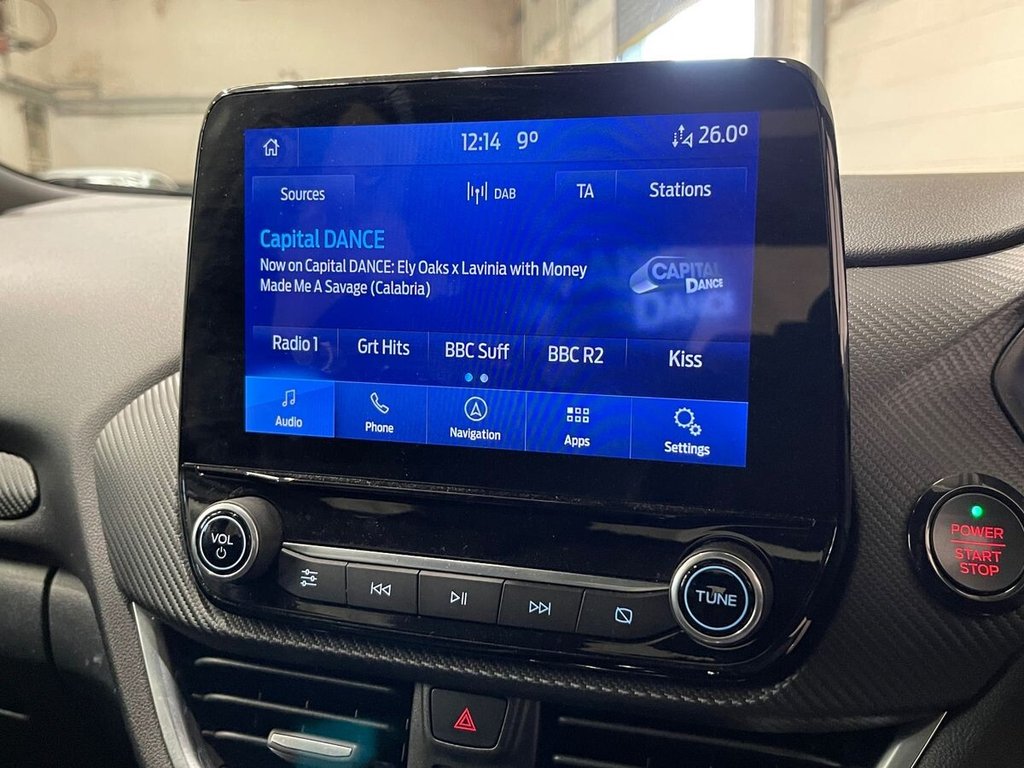 12:14 9° 26.0°
Sources DAB TA Stations
Capital DANCE
Now on Capital DANCE: Ely Oaks x Lavinia with Money
Made Me A Savage (Calabria)
CAPITAL
DANCE
Radio 1 Grt Hits BBC Suff BBC R2 Kiss
Audio Phone Navigation Apps Settings
VOL
TUNE
POWER
START
STOP